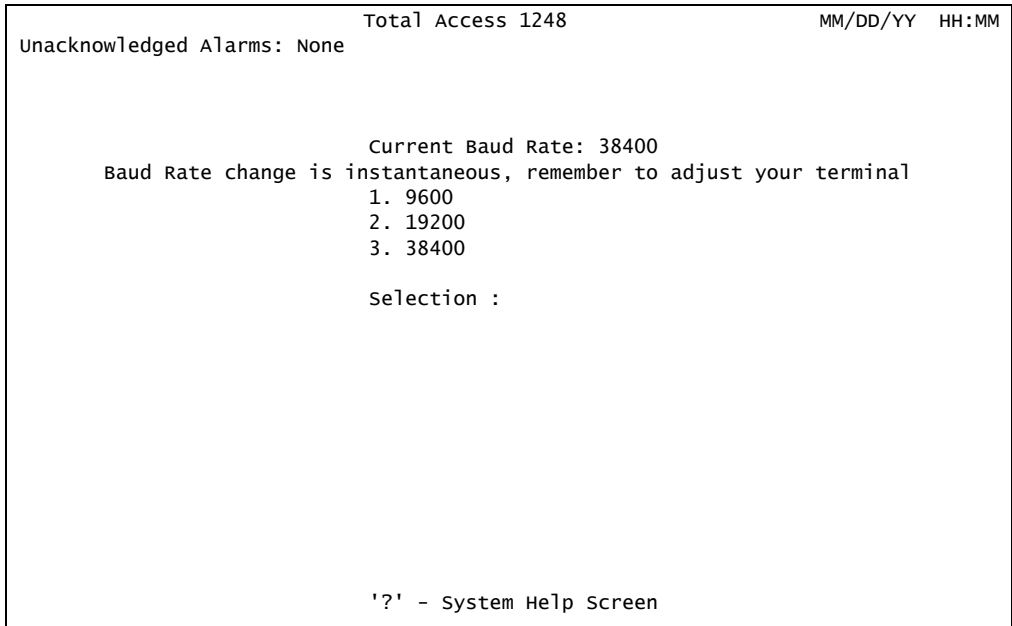 Total Access 1248 MM/DD/YY HH:MM
Unacknowledged Alarms: None
Current Baud Rate: 38400
Baud Rate change is instantaneous, remember to adjust your terminal
1. 9600
2. 19200
3. 38400
Selection :
'?' - System Help Screen